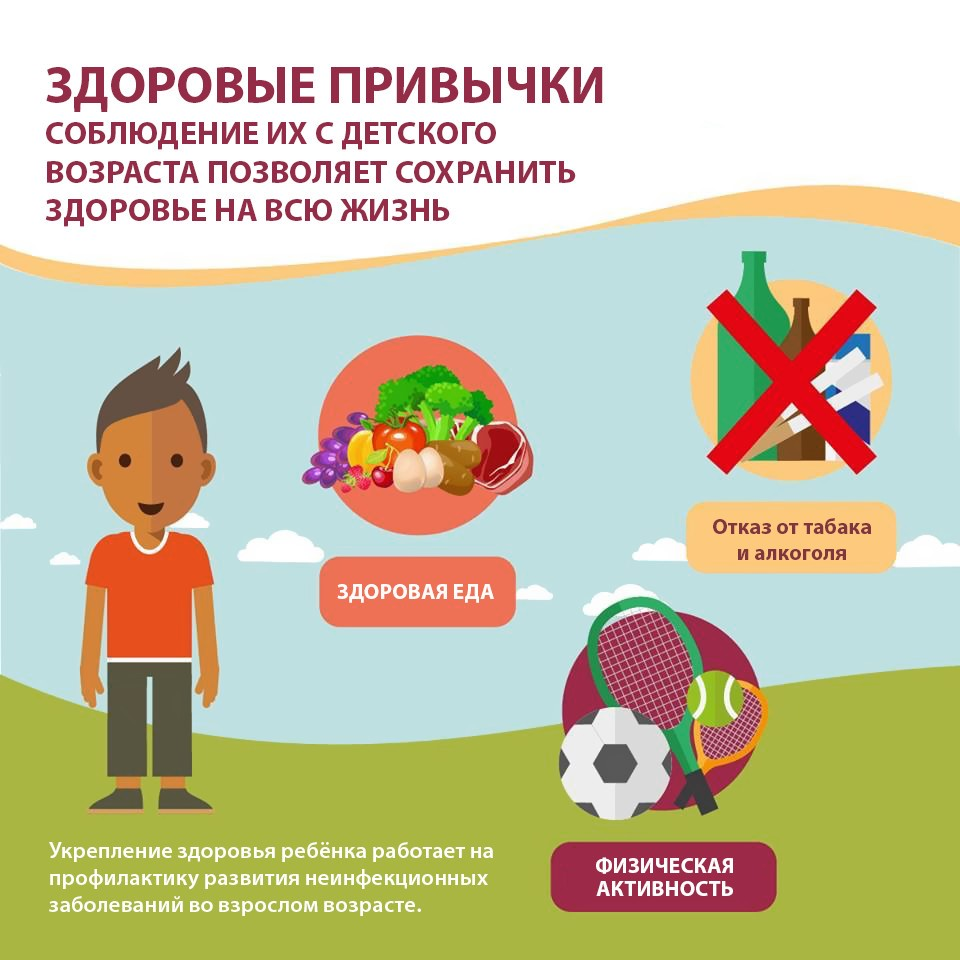 ЗДОРОВЫЕ ПРИВЫЧКИ
СОБЛЮДЕНИЕ ИХ С ДЕТСКОГО
ВОЗРАСТА ПОЗВОЛЯЕТ СОХРАНИТЬ
ЗДОРОВЬЕ НА ВСЮ ЖИЗНЬ
Отказ от табака
и алкоголя
ЗДОРОВАЯ ЕДА
ФИЗИЧЕСКАЯ
АКТИВНОСТЬ
Укрепление здоровья ребёнка работает на
профилактику развития неинфекционных
заболеваний во взрослом возрасте.